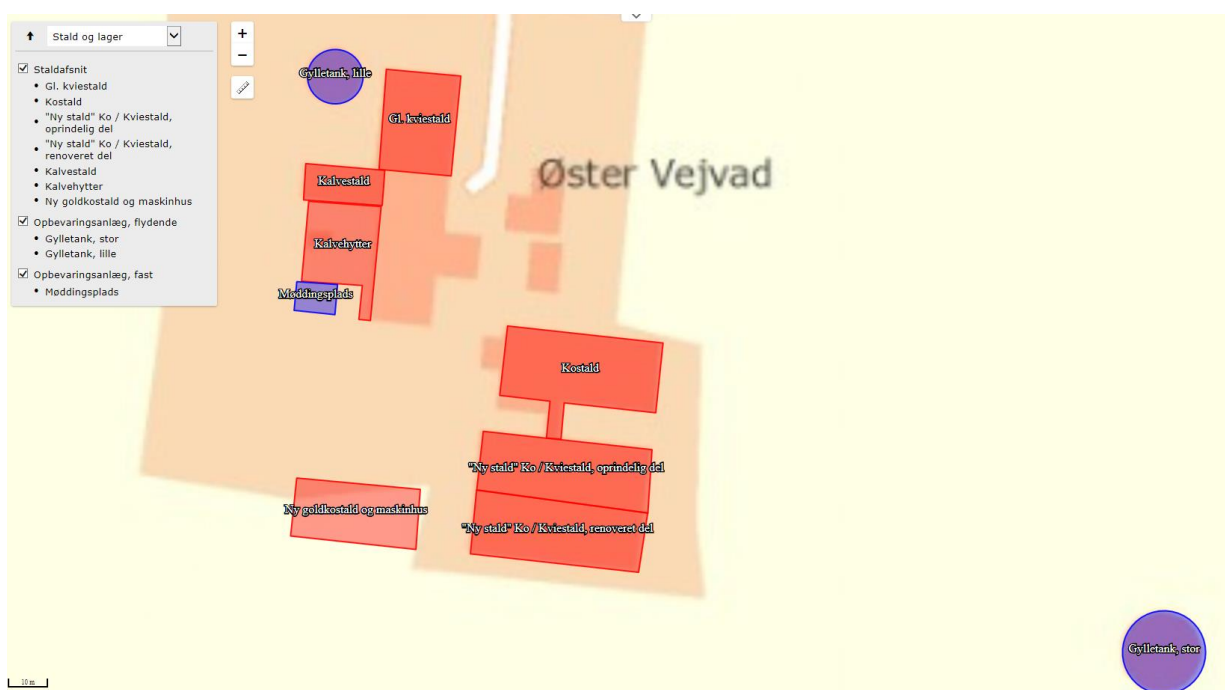 Stald og lager
Staldafsnit
• Gl. kviestald
• Kostald
• "Ny stald" Ko / Kviestald,
oprindelig del
• "Ny stald" Ko / Kviestald,
renoveret del
• Kalvestald
• Kalvehytter
• Ny goldkostald og maskinhus
Opbevaringsanlæg, flydende
• Gylletank, stor
• Gylletank, lille
Opbevaringsanlæg, fast
• Møddingsplads
+
−
Gylletank, lille
Gl. kviestald
Øster Vejvad
Kalvestald
Kalvehytter
Møddingsplads
Kostald
"Ny stald" Ko / Kviestald, oprindelig del
Ny goldkostald og maskinhus
"Ny stald" Ko / Kviestald, renoveret del
Gylletank, stor
10 m